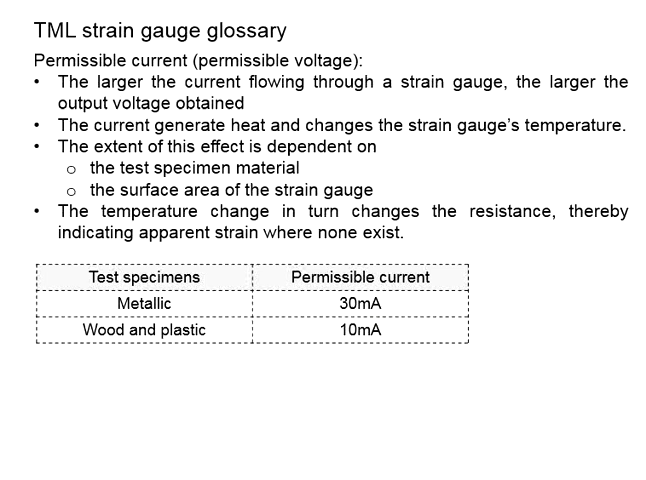 TML strain gauge glossary
Permissible current (permissible voltage):
• The larger the current flowing through a strain gauge, the larger the
output voltage obtained
• The current generate heat and changes the strain gauge’s temperature.
• The extent of this effect is dependent on
o the test specimen material
o the surface area of the strain gauge
• The temperature change in turn changes the resistance, thereby
indicating apparent strain where none exist.
Test specimens Permissible current
Metallic 30mA
Wood and plastic 10mA